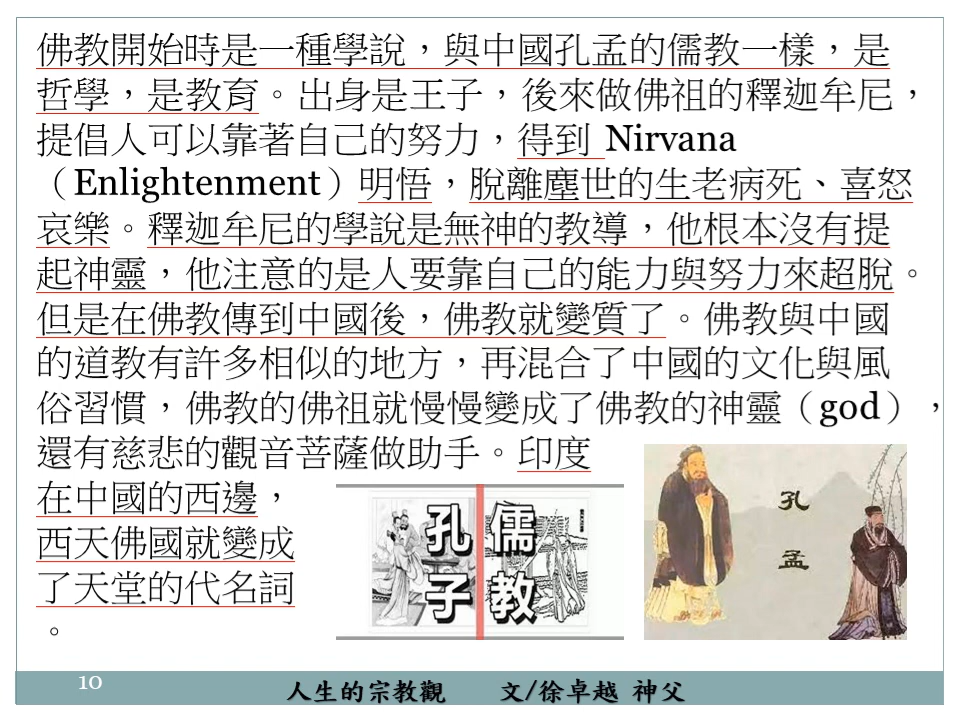 佛教開始時是一種學說，與中國孔孟的儒教一樣，是
哲學，是教育。出身是王子，後來做佛祖的釋迦牟尼，
提倡人可以靠著自己的努力，得到 Nirvana
（Enlightenment）明悟，脫離塵世的生老病死、喜怒
哀樂。釋迦牟尼的學說是無神的教導，他根本沒有提
起神靈，他注意的是人要靠自己的能力與努力來超脫。
但是在佛教傳到中國後，佛教就變質了。佛教與中國
的道教有許多相似的地方，再混合了中國的文化與風
俗習慣，佛教的佛祖就慢慢變成了佛教的神靈（god），
還有慈悲的觀音菩薩做助手。印度
在中國的西邊，
西天佛國就變成
了天堂的代名詞
。
孔子
儒教
孔
孟
10
人生的宗教觀 文/徐卓越 神父